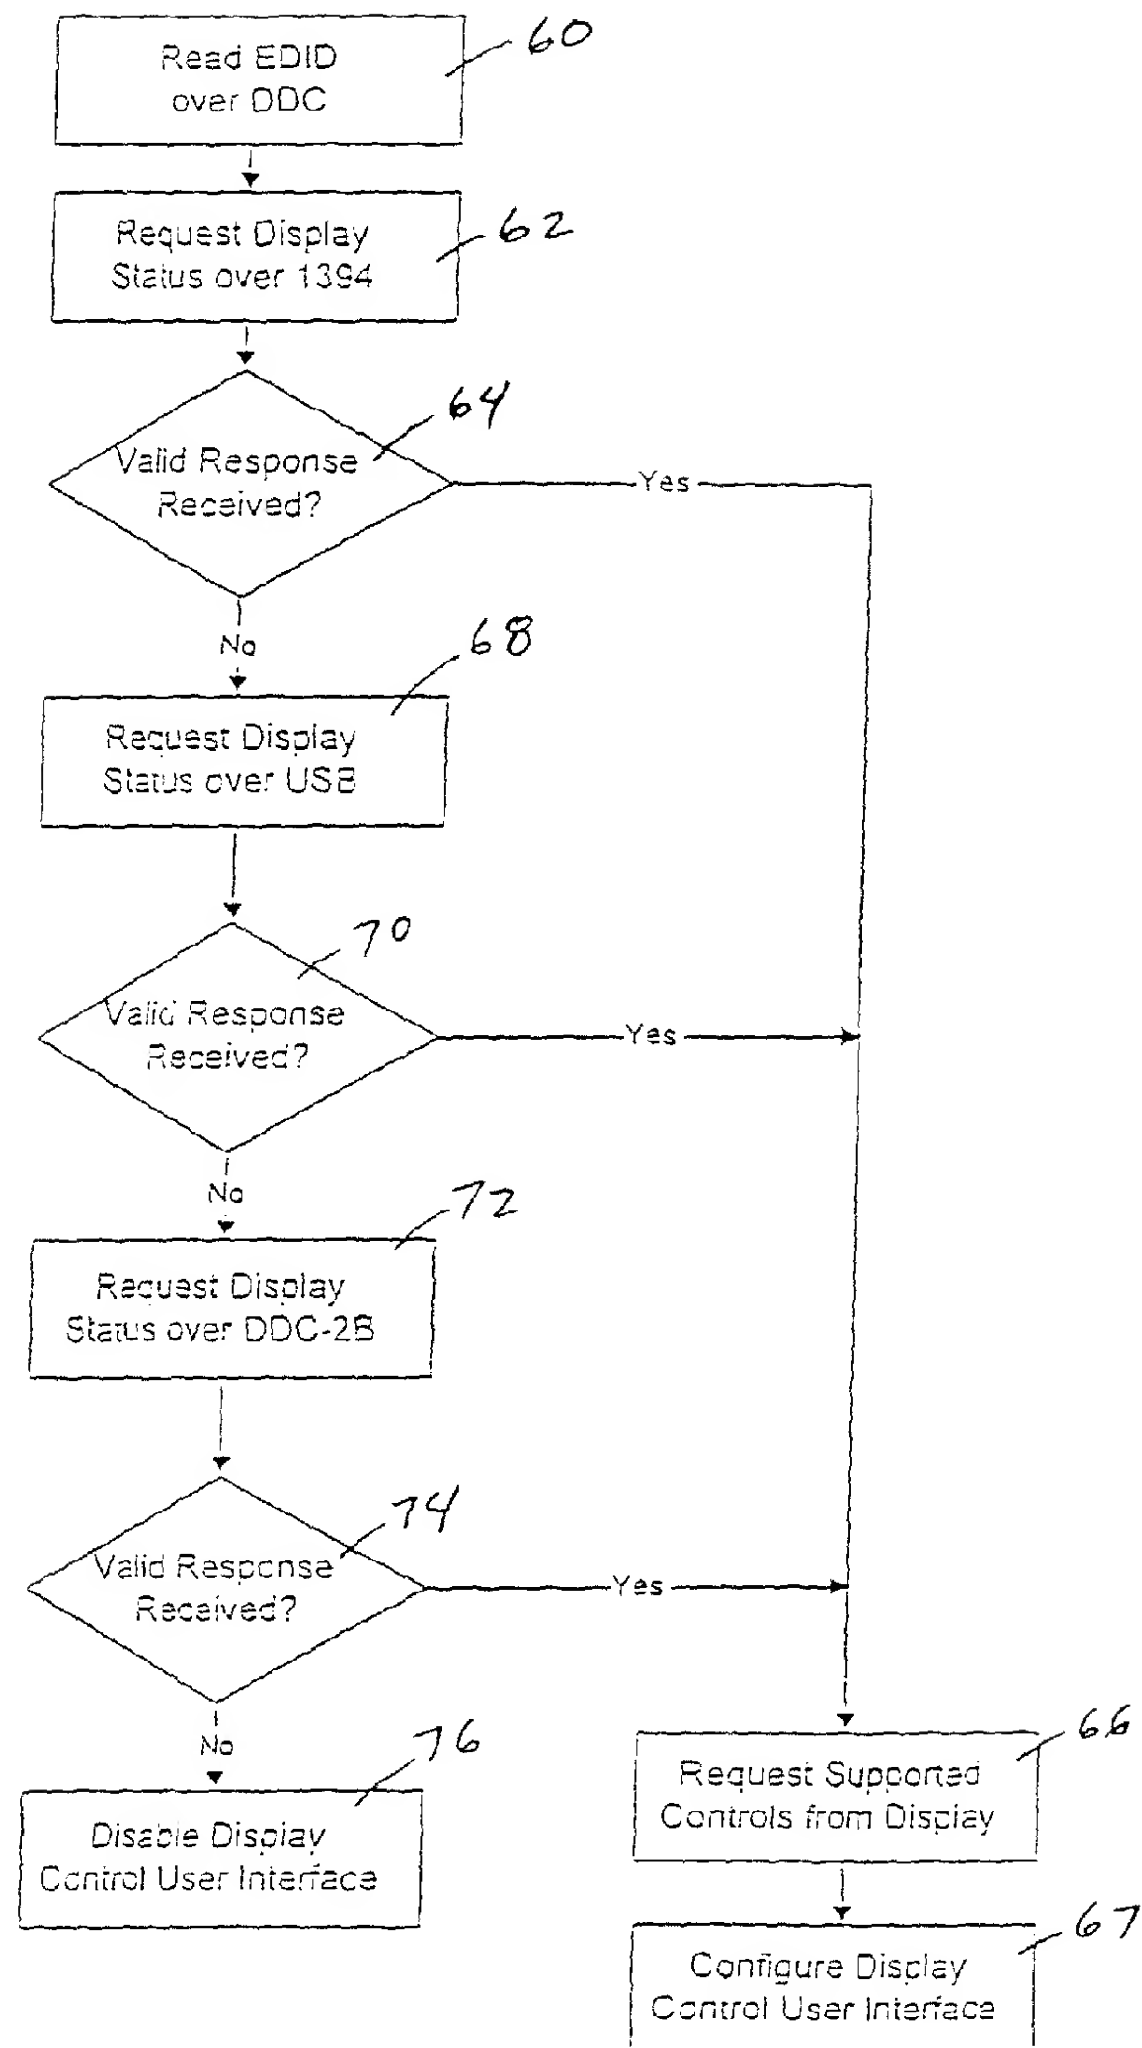 Read EDID
over DDC
60
Request Display
Status over 1394
62
Valid Response
Received?
64
Yes
No
Request Display
Status over USB
68
Valid Response
Received?
70
Yes
No
Request Display
Status over DDC-2B
72
Valid Response
Received?
74
Yes
No
Disable Display
Control User Interface
76
Request Supported
Controls from Display
66
Configure Display
Control User Interface
67